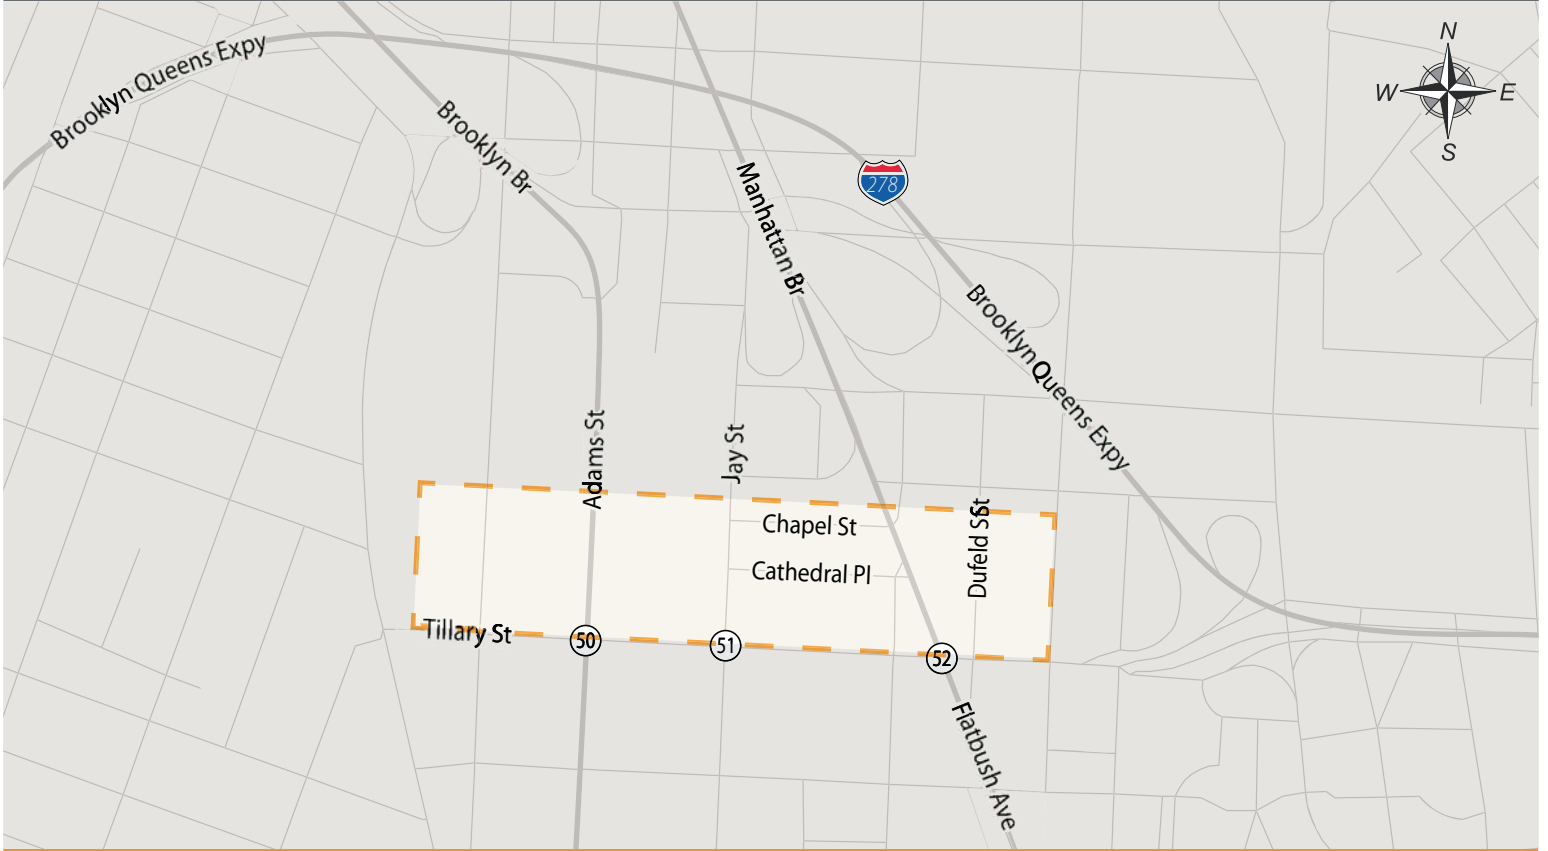 N
Brooklyn Queens Expy
W
E
Brooklyn Br
S
278
Manhattan Br
Brooklyn Queens Expy
Adams St
Jay St
Dufeld St
St
Chapel St
Cathedral Pl
Tillary St
50
51
52
Flatbush Ave